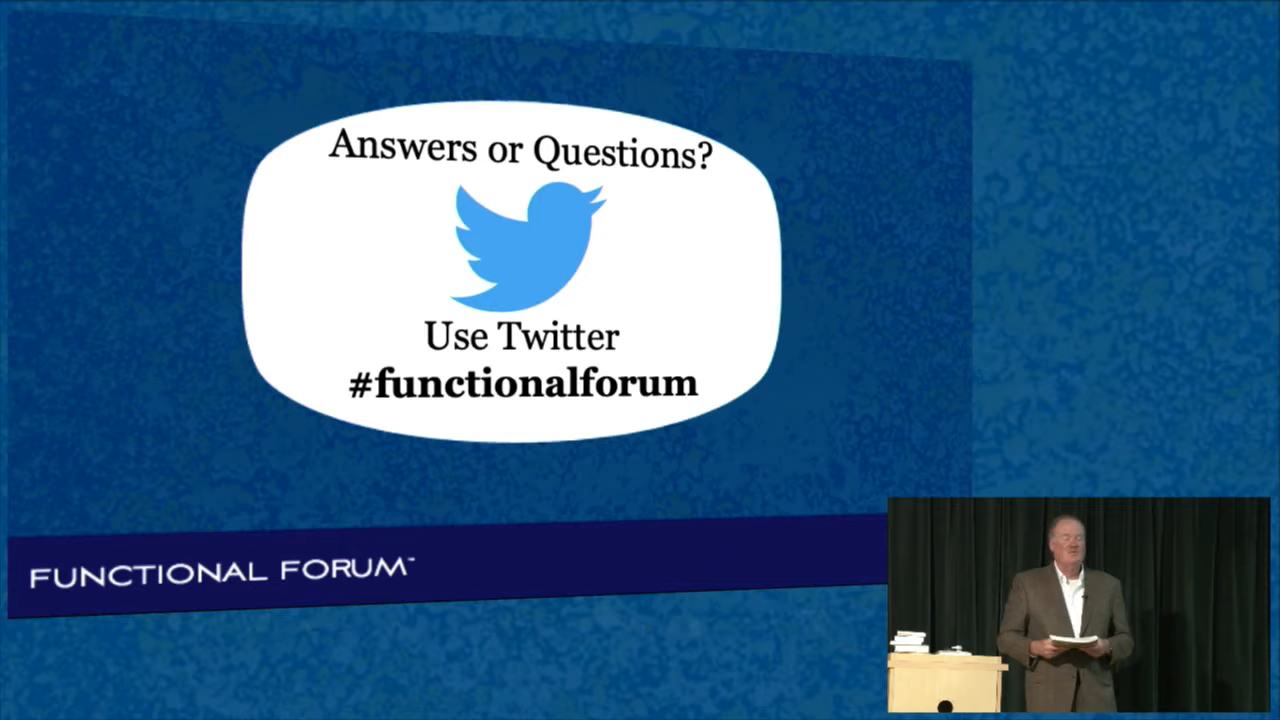 Answers or Questions?
Use Twitter
#functionalforum
FUNCTIONAL FORUM™